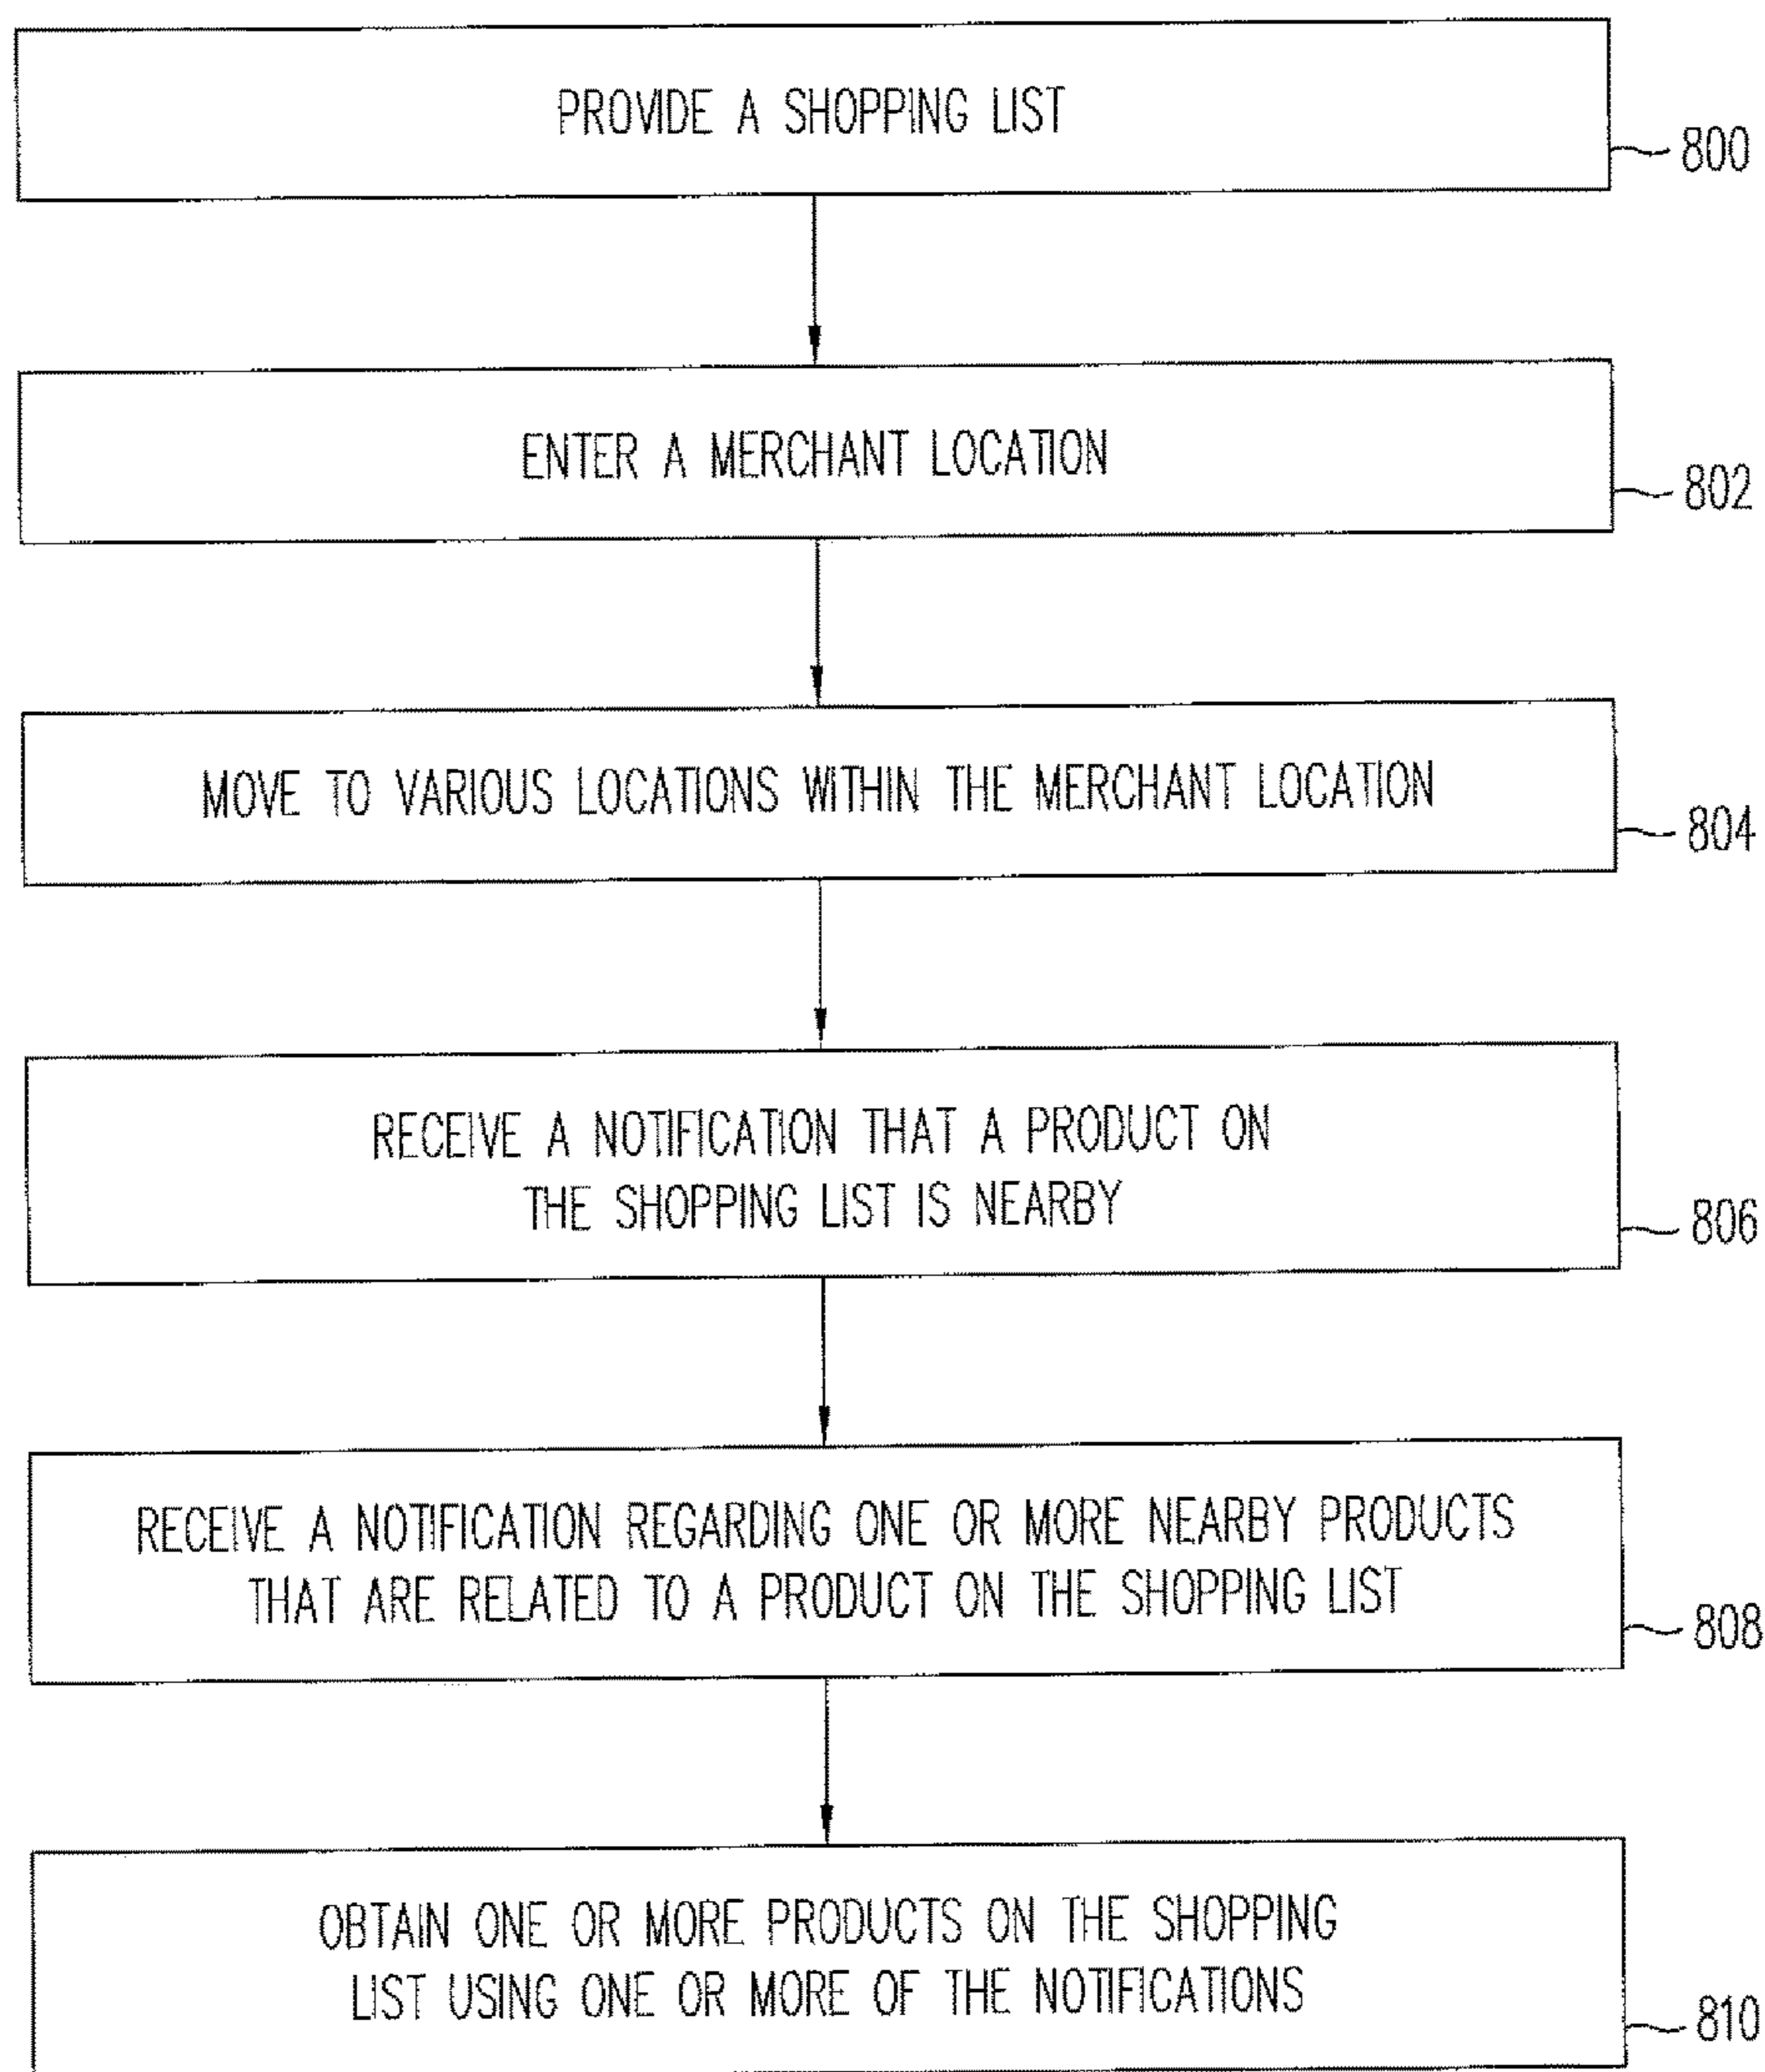 PROVIDE A SHOPPING LIST
800
ENTER A MERCHANT LOCATION
802
MOVE TO VARIOUS LOCATIONS WITHIN THE MERCHANT LOCATION
804
RECEIVE A NOTIFICATION THAT A PRODUCT ON
THE SHOPPING LIST IS NEARBY
806
RECEIVE A NOTIFICATION REGARDING ONE OR MORE NEARBY PRODUCTS
THAT ARE RELATED TO A PRODUCT ON THE SHOPPING LIST
808
OBTAIN ONE OR MORE PRODUCTS ON THE SHOPPING
LIST USING ONE OR MORE OF THE NOTIFICATIONS
810